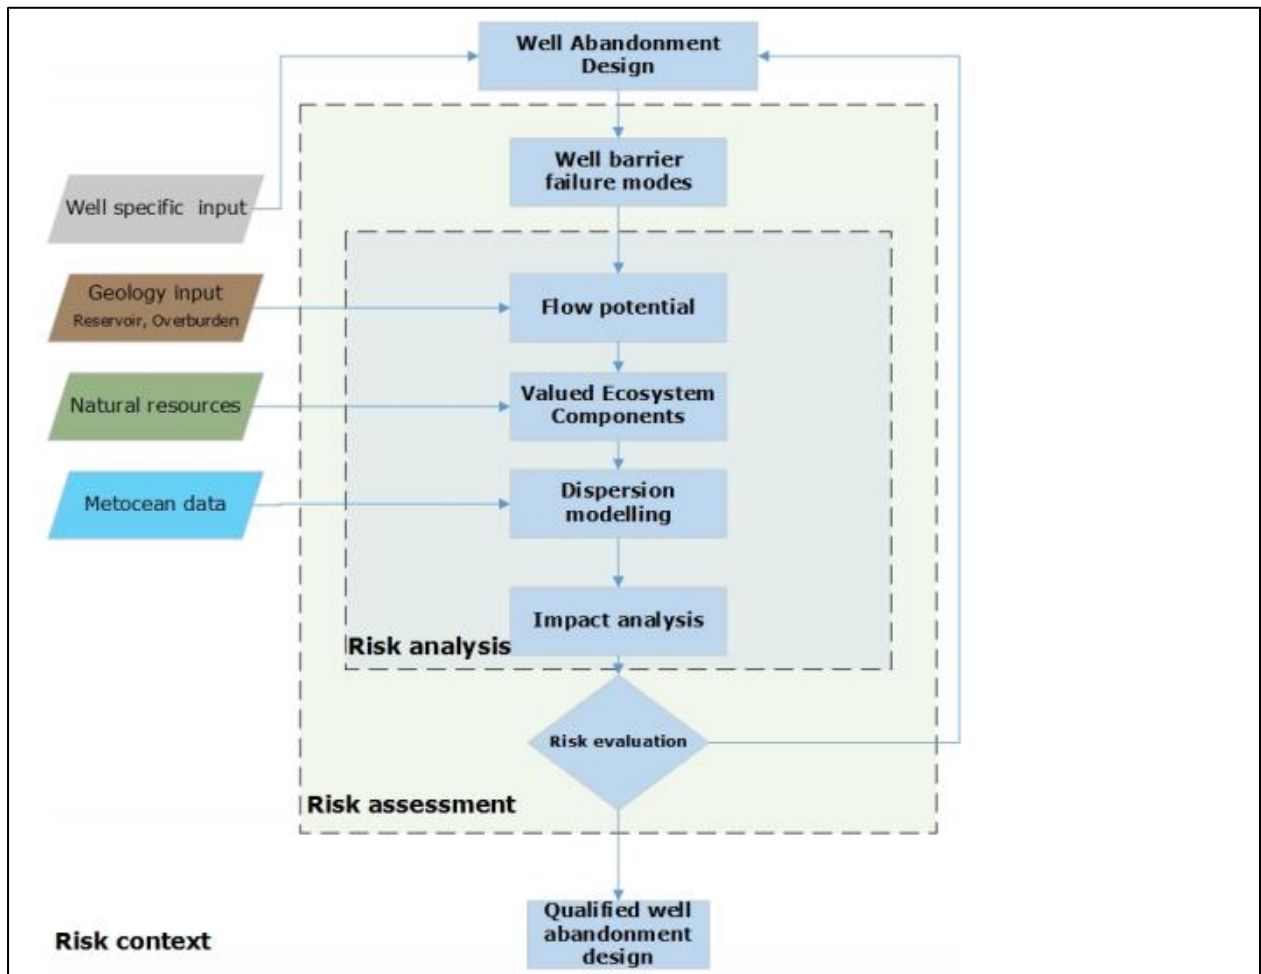 Well Abandonment
Design
Well barrier
failure modes
Well specific input
Geology input
Reservoir, Overburden
Flow potential
Natural resources
Valued Ecosystem
Components
Metocean data
Dispersion
modelling
Impact analysis
Risk analysis
Risk evaluation
Risk assessment
Qualified well
abandonment
design
Risk context